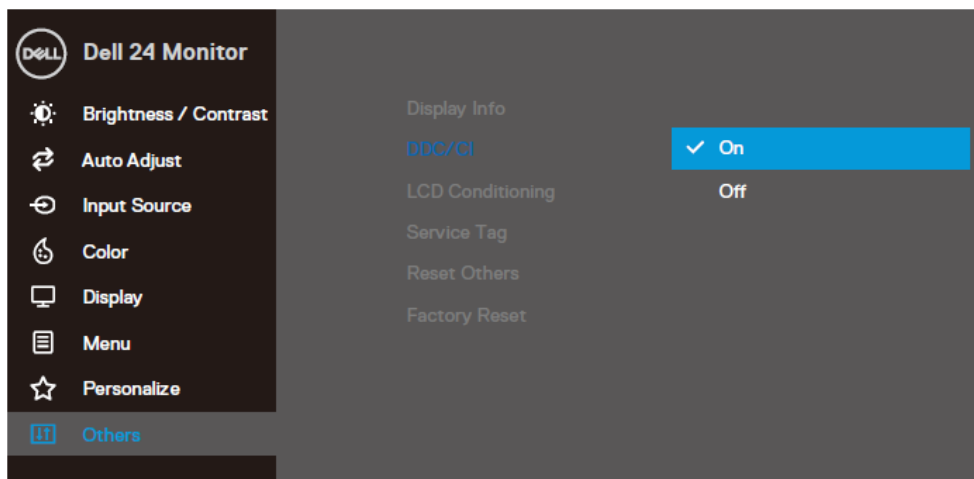 DELL
Dell 24 Monitor
Brightness / Contrast
Auto Adjust
Input Source
Color
Display
Menu
Personalize
Others
Display Info
DDC/CI
LCD Conditioning
Service Tag
Reset Others
Factory Reset
On
Off